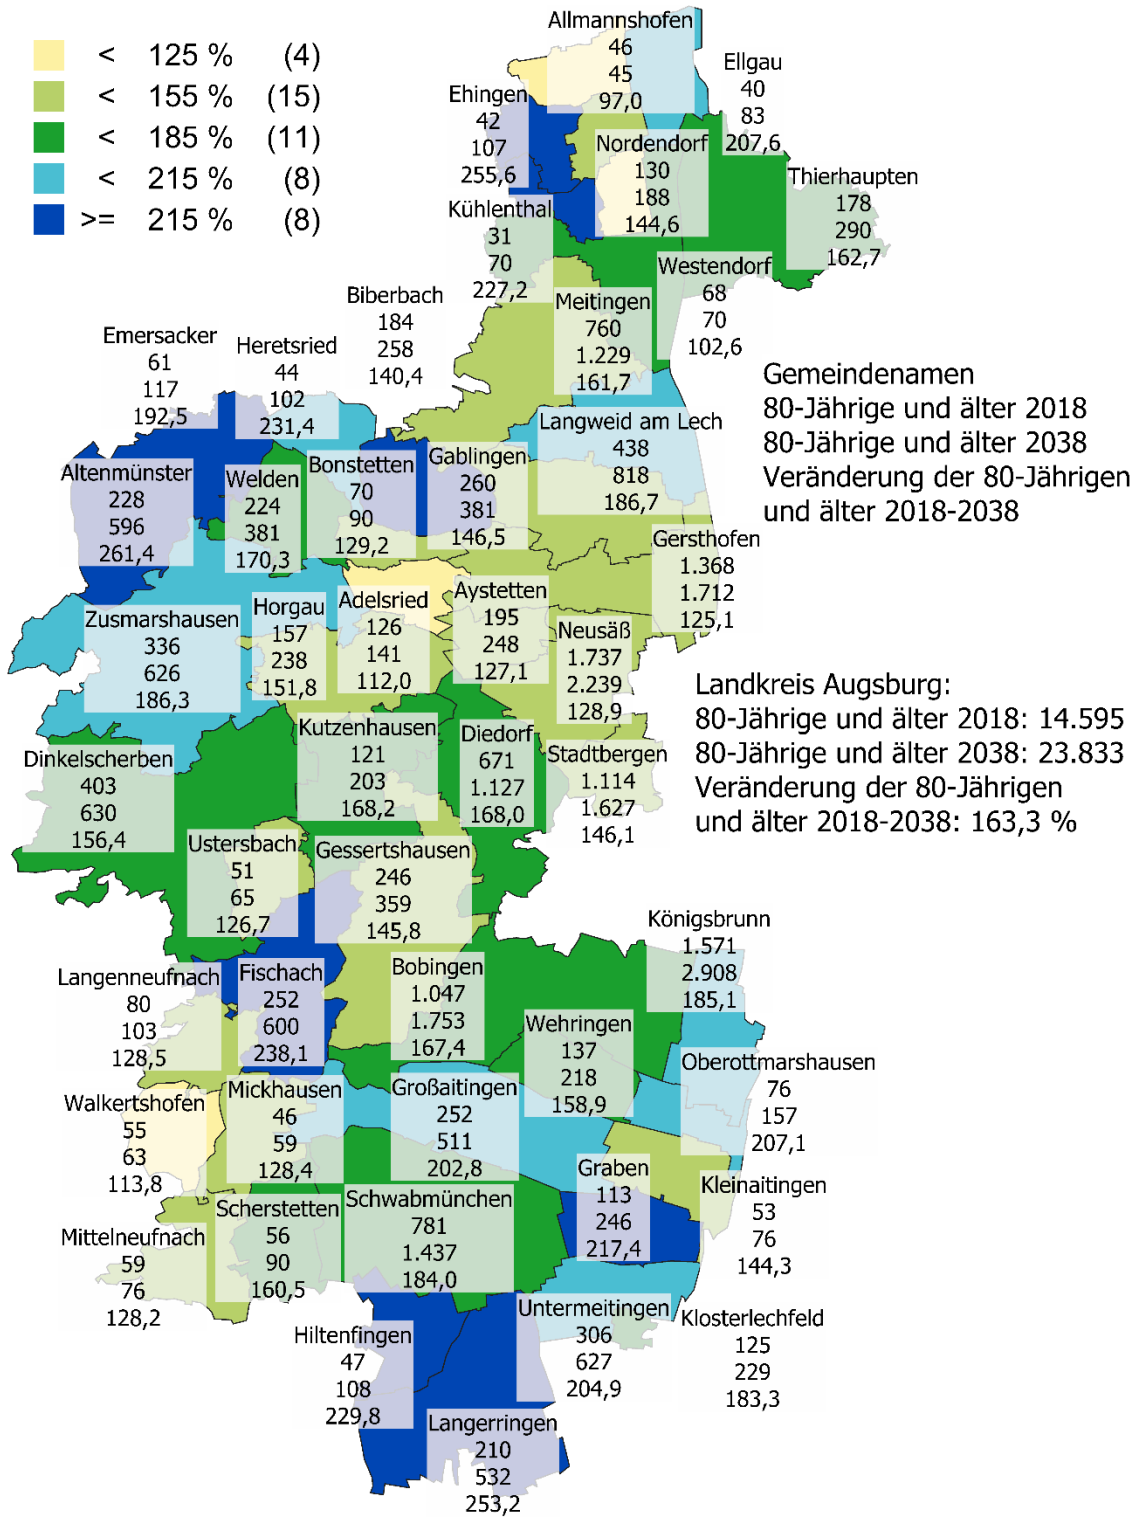 < 125 % (4)
< 155 % (15)
< 185 % (11)
< 215 % (8)
>= 215 % (8)
Allmannshofen
46
45
97,0
Ellgau
40
83
207,6
Ehingen
42
107
255,6
Nordendorf
130
188
144,6
Thierhaupten
178
290
162,7
Kühlenthal
31
70
227,2
Westendorf
68
70
102,6
Biberbach
184
258
140,4
Meitingen
760
1.229
161,7
Emersacker
61
117
192,5
Heretsried
44
102
231,4
Gemeindenamen
80-Jährige und älter 2018
80-Jährige und älter 2038
Veränderung der 80-Jährigen
und älter 2018-2038
Langweid am Lech
438
818
186,7
Altenmünster
228
596
261,4
Welden
224
381
170,3
Bonstetten
70
90
129,2
Gablingen
260
381
146,5
Gersthofen
1.368
1.712
125,1
Zusmarshausen
336
626
186,3
Horgau
157
238
151,8
Adelsried
126
141
112,0
Aystetten
195
248
127,1
Neusäß
1.737
2.239
128,9
Landkreis Augsburg:
80-Jährige und älter 2018: 14.595
80-Jährige und älter 2038: 23.833
Veränderung der 80-Jährigen
und älter 2018-2038: 163,3 %
Dinkelscherben
403
630
156,4
Kutzenhausen
121
203
168,2
Diedorf
671
1.127
168,0
Stadtbergen
1.114
1.627
146,1
Ustersbach
51
65
126,7
Gessertshausen
246
359
145,8
Königsbrunn
1.571
2.908
185,1
Langenneufnach
80
103
128,5
Fischach
252
600
238,1
Bobingen
1.047
1.753
167,4
Wehringen
137
218
158,9
Oberottmarshausen
76
157
207,1
Walkertshofen
55
63
113,8
Mickhausen
46
59
128,4
Großaitingen
252
511
202,8
Graben
113
246
217,4
Kleinaitingen
53
76
144,3
Mittelneufnach
59
76
128,2
Scherstetten
56
90
160,5
Schwabmünchen
781
1.437
184,0
Hiltenfingen
47
108
229,8
Untermeitingen
306
627
204,9
Klosterlechfeld
125
229
183,3
Langerringen
210
532
253,2